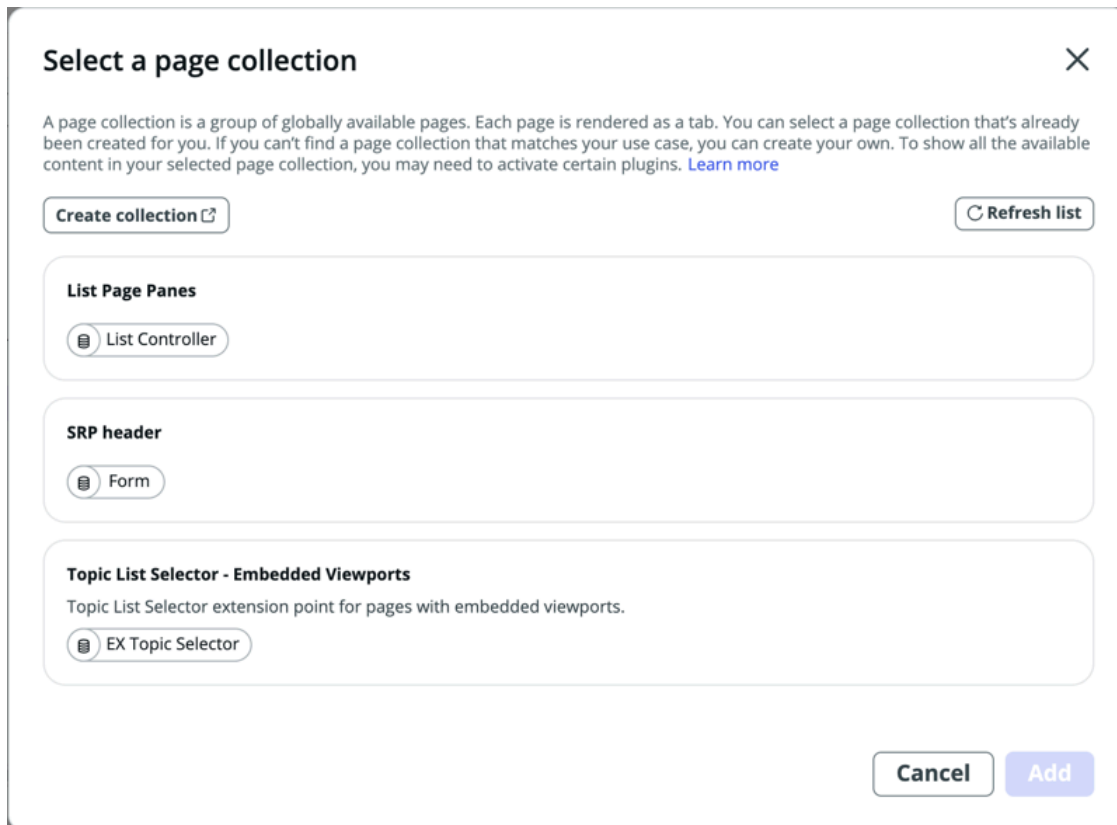 Select a page collection
A page collection is a group of globally available pages. Each page is rendered as a tab. You can select a page collection that's already
been created for you. If you can't find a page collection that matches your use case, you can create your own. To show all the available
content in your selected page collection, you may need to activate certain plugins. Learn more
Create collection
Refresh list
List Page Panes
List Controller
SRP header
Form
Topic List Selector - Embedded Viewports
Topic List Selector extension point for pages with embedded viewports.
EX Topic Selector
Cancel
Add